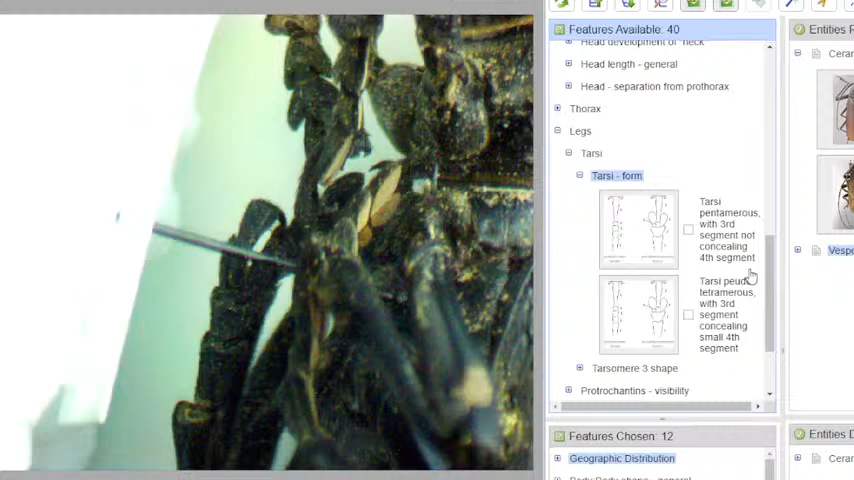 Features Available: 40
Entities
Head development of "neck"
Head length - general
Head - separation from prothorax
Thorax
Legs
Tarsi
Tarsi - form
Tarsi
pentamerous,
with 3rd
segment not
concealing
4th segment
Tarsi
tetramerous,
with 3rd
segment
concealing
small 4th
segment
Tarsomere 3 shape
Protrochantins - visibility
Features Chosen: 12
Geographic Distribution
Entities